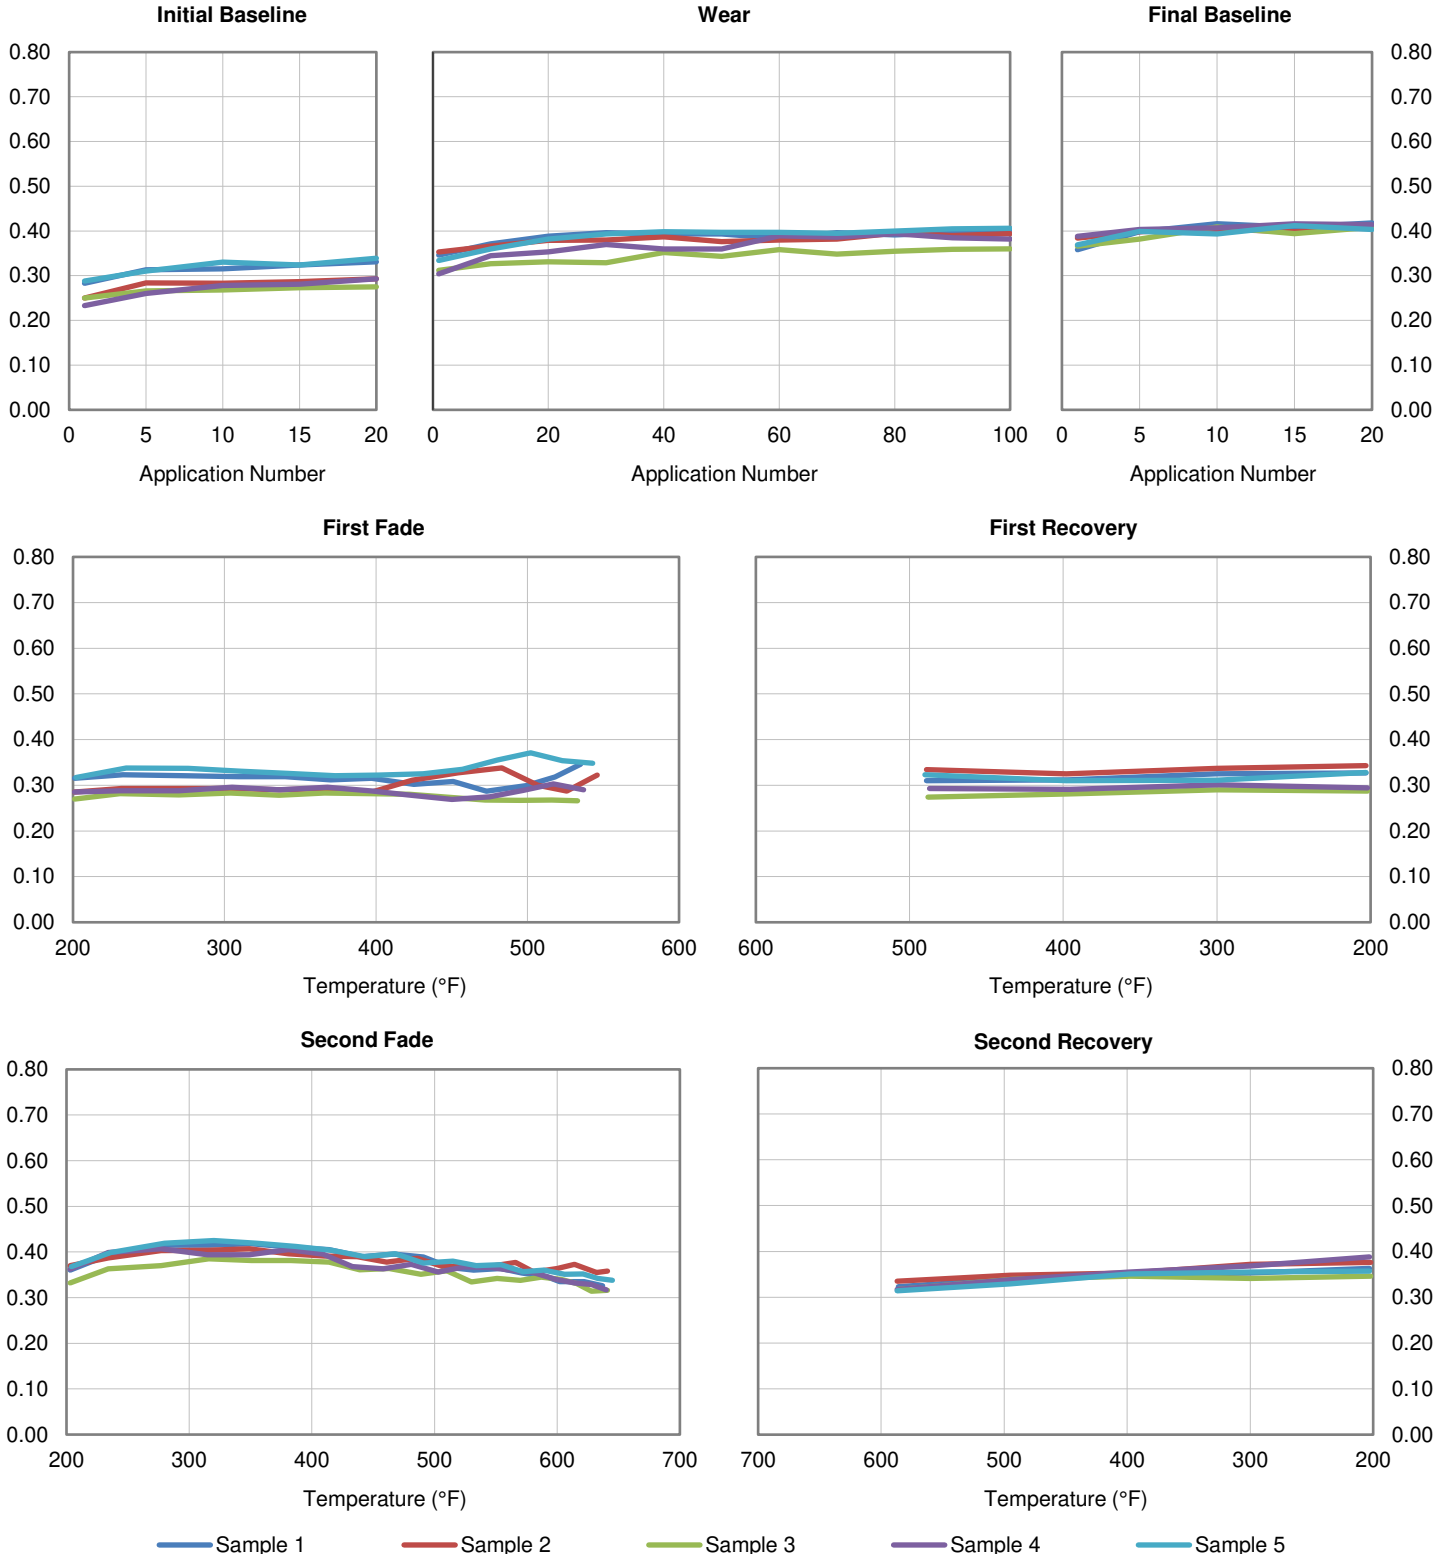 Initial Baseline Wear Final Baseline
0.80 0.80
0.70 0.70
0.60 0.60
0.50 0.50
0.40 0.40
0.30 0.30
0.20 0.20
0.10 0.10
0.00 0.00
0 5 10 15 20 0 20 40 60 80 100 0 5 10 15 20
Application Number Application Number Application Number
First Fade First Recovery
0.80 0.80
0.70 0.70
0.60 0.60
0.50 0.50
0.40 0.40
0.30 0.30
0.20 0.20
0.10 0.10
0.00 0.00
200 300 400 500 600 600 500 400 300 200
Temperature (°F) Temperature (°F)
Second Fade Second Recovery
0.80 0.80
0.70 0.70
0.60 0.60
0.50 0.50
0.40 0.40
0.30 0.30
0.20 0.20
0.10 0.10
0.00 0.00
200 300 400 500 600 700 700 600 500 400 300 200
Temperature (°F) Temperature (°F)
Sample 1 Sample 2 Sample 3 Sample 4 Sample 5